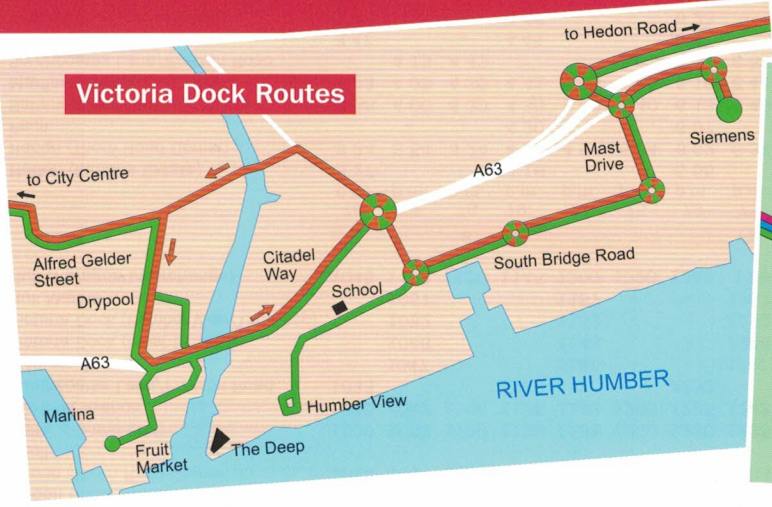 to Hedon Road
Victoria Dock Routes
Siemens
Mast
Drive
A63
to City Centre
Alfred Gelder
Street
Citadel
Way
South Bridge Road
School
Drypool
A63
RIVER HUMBER
Marina
Humber View
Fruit
Market
The Deep